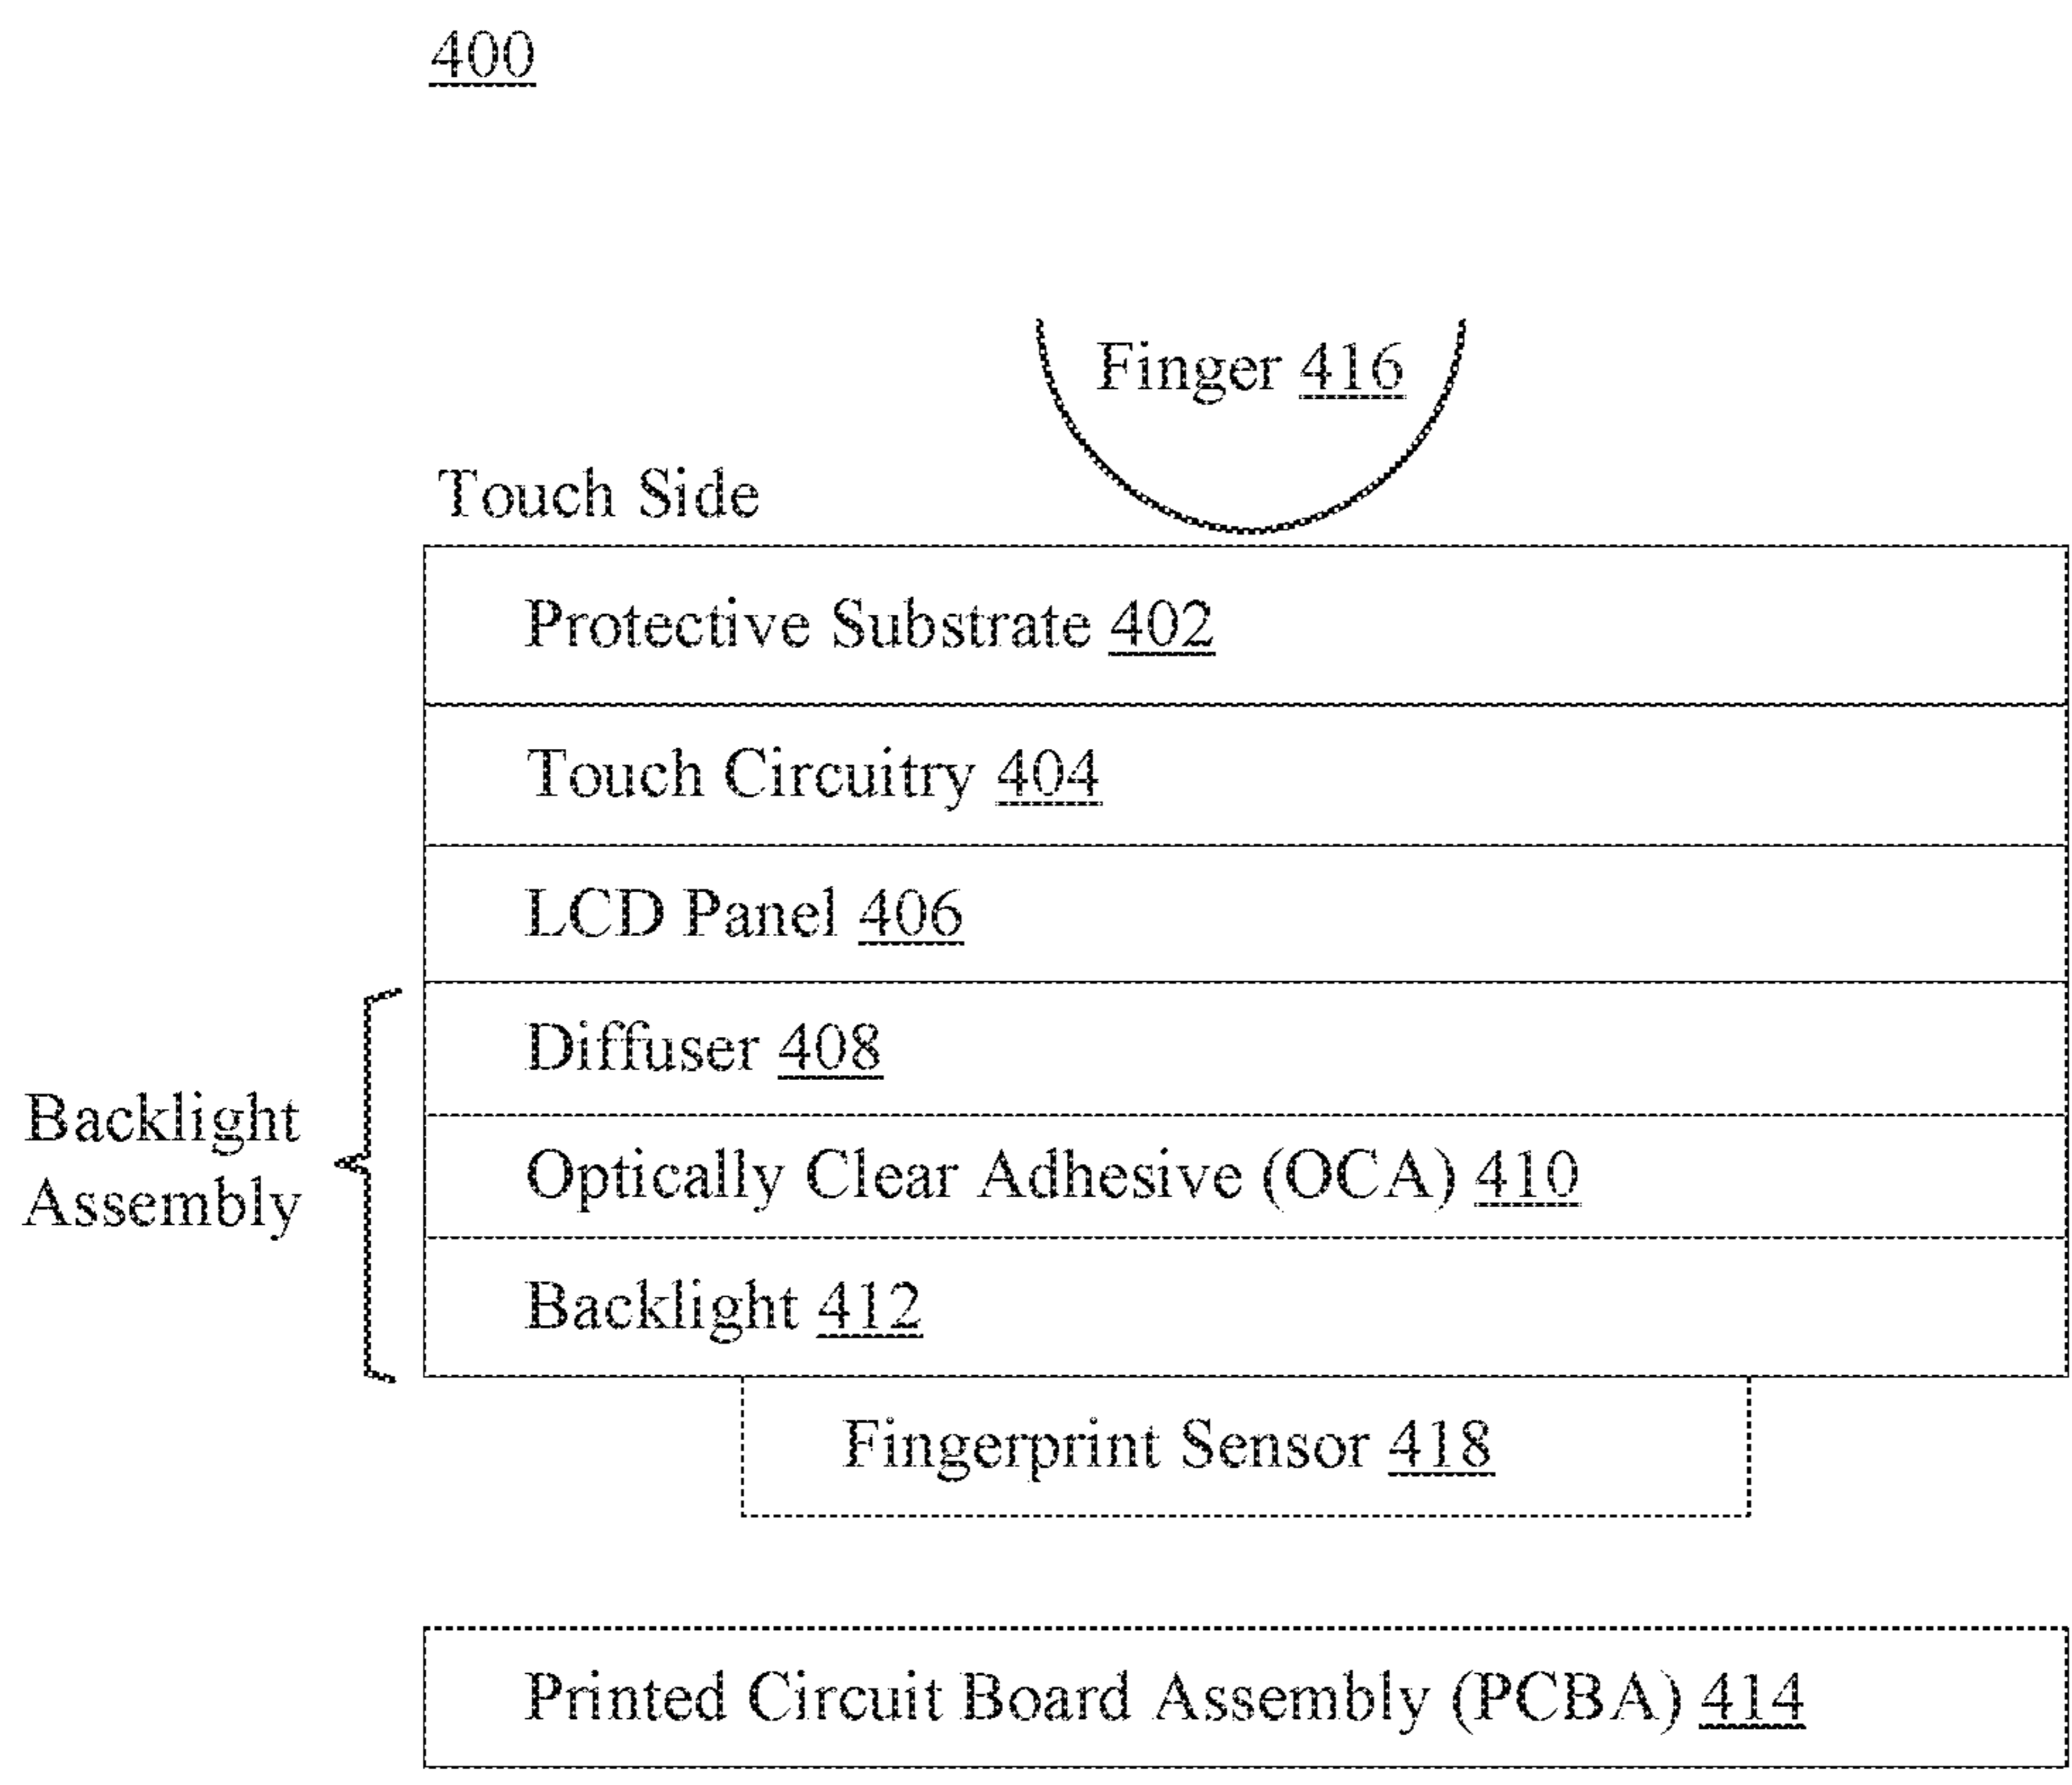 400
Finger 416
Touch Side
Protective Substrate 402
Touch Circuitry 404
LCD Panel 406
Diffuser 408
Backlight
Assembly
Optically Clear Adhesive (OCA) 410
Backlight 412
Fingerprint Sensor 418
Printed Circuit Board Assembly (PCBA) 414